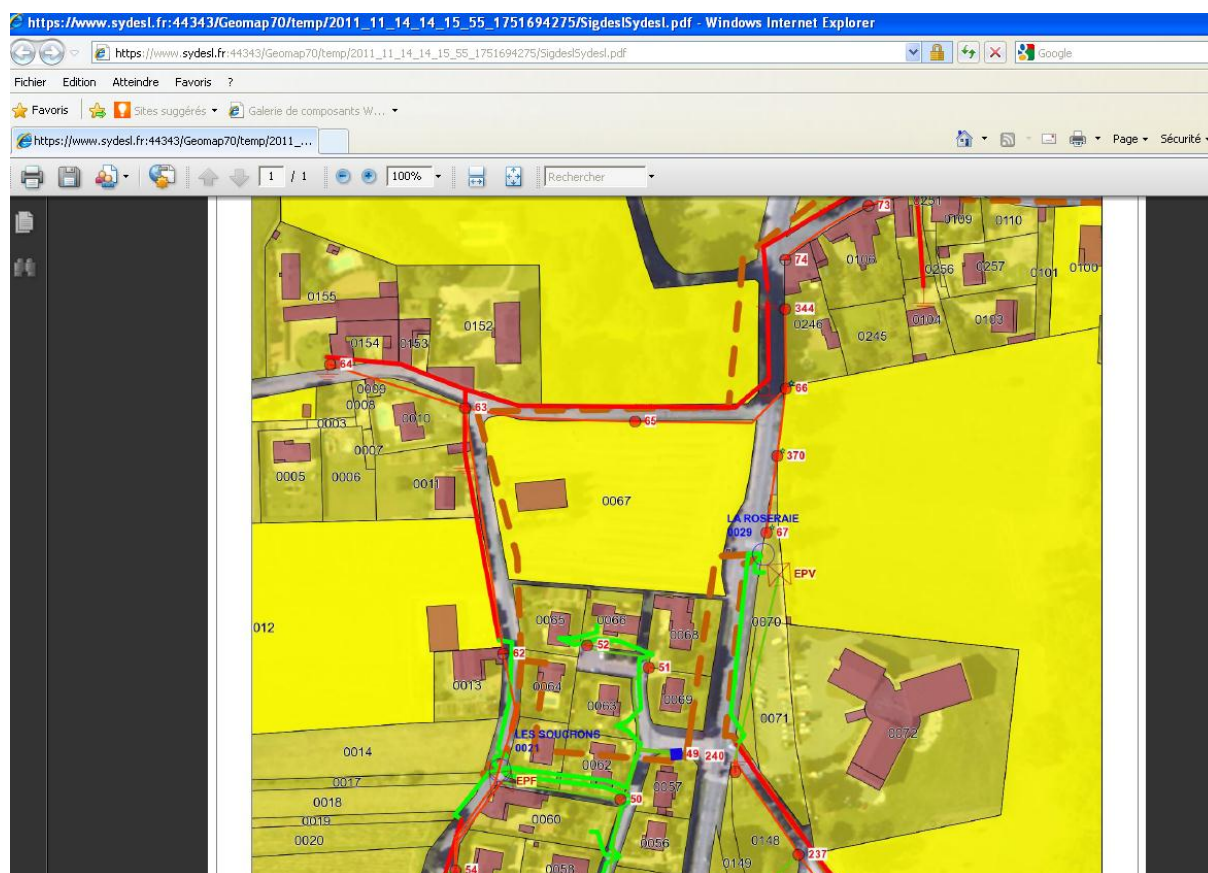 https://www.sydesl.fr:44343/Geomap70/temp/2011_11_14_14_15_55_1751694275/SigdeslSydesl.pdf - Windows Internet Explorer
https://www.sydesl.fr:44343/Geomap70/temp/2011_11_14_14_15_55_1751694275/SigdeslSydesl.pdf
Google
Fichier Edition Atteindre Favoris ?
Favoris Sites suggérés Galerie de composants W...
https://www.sydesl.fr:44343/Geomap70/temp/2011_...
Page Sécurité
1 / 1 100% Rechercher
73 0251 0109 0110
74 0106 0256 0257 0101 0100
0155
344
0152 0246 0104 0103
0154 0153 0245
64
0009 66
0008 63
0003 0010 65
0007 370
0005 0006 0011
0067
LA ROSERAIE
0029 67
EPV
012 0065 0066 0068 0070
52
62 51
0013 0064 0063 0069
0071
LES SOUCHONS 0072
0021
0014 49 240
0062
0017 EPF 0057
0018 50
0019 0060
0020 0056 0148
237
54 0058 0149